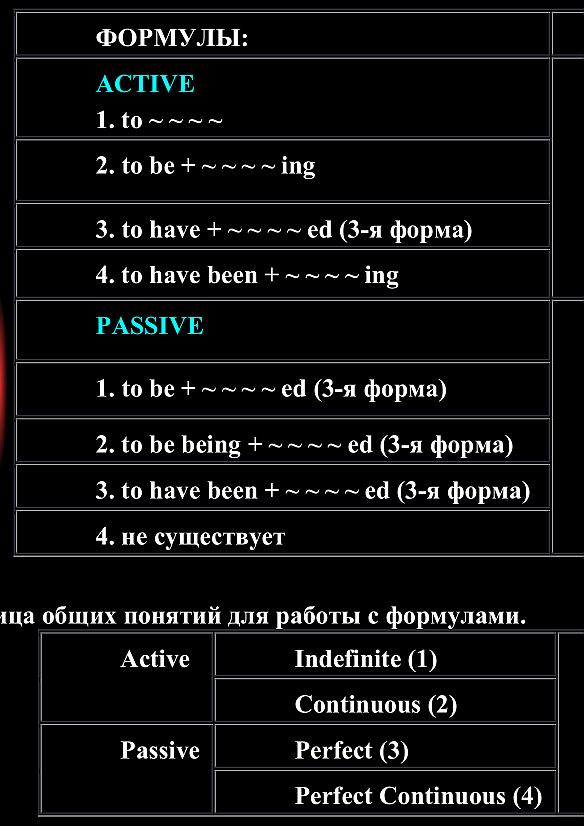 ФОРМУЛЫ:
ACTIVE
1. to ~ ~ ~ ~
2. to be + ~ ~ ~ ~ ing
3. to have + ~ ~ ~ ~ ed (3-я форма)
4. to have been + ~ ~ ~ ~ ing
PASSIVE
1. to be + ~ ~ ~ ~ ed (3-я форма)
2. to be being + ~ ~ ~ ~ ed (3-я форма)
3. to have been + ~ ~ ~ ~ ed (3-я форма)
4. не существует
ица общих понятий для работы с формулами.
Active Indefinite (1)
Continuous (2)
Passive Perfect (3)
Perfect Continuous (4)